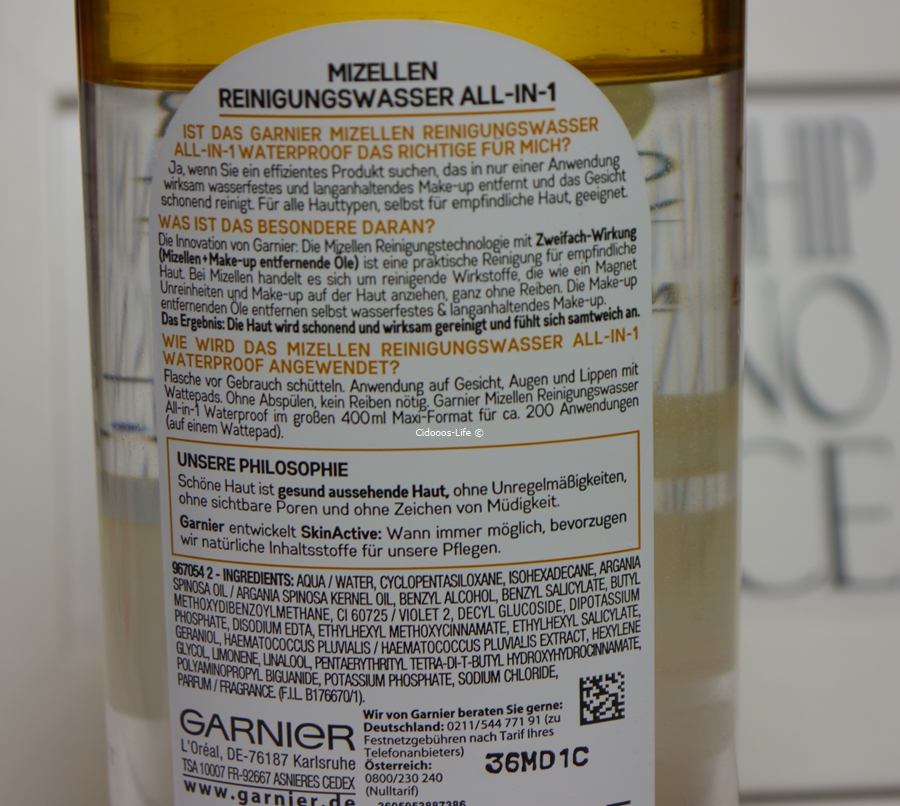 MIZELLEN
REINIGUNGSWASSER ALL-IN-1
IST DAS GARNIER MIZELLEN REINIGUNGSWASSER
ALL-IN-1 WATERPROOF DAS RICHTIGE FÜR MICH?
Ja, wenn Sie ein effizientes Produkt suchen, das in nur einer Anwendung
wirksam wasserfestes und langanhaltendes Make-up entfernt und das Gesicht
schonend reinigt. Für alle Hauttypen, selbst für empfindliche Haut, geeignet.
WAS IST DAS BESONDERE DARAN?
Die Innovation von Garnier: Die Mizellen Reinigungstechnologie mit Zweifach-Wirkung
(Mizellen+Make-up entfernende Öle) ist eine praktische Reinigung für empfindliche
Haut. Bei Mizellen handelt es sich um reinigende Wirkstoffe, die wie ein Magnet
Unreinheiten und Make-up auf der Haut anziehen, ganz ohne Reiben. Die Make-up
entfernenden Öle entfernen selbst wasserfestes & langanhaltendes Make-up.
Das Ergebnis: Die Haut wird schonend und wirksam gereinigt und fühlt sich samtweich an.
WIE WIRD DAS MIZELLEN REINIGUNGSWASSER ALL-IN-1
WATERPROOF ANGEWENDET?
Flasche vor Gebrauch schütteln. Anwendung auf Gesicht, Augen und Lippen mit
Wattepads. Ohne Abspülen, kein Reiben nötig. Garnier Mizellen Reinigungswasser
All-in-1 Waterproof im großen 400ml Maxi-Format für ca. 200 Anwendungen
(auf einem Wattepad).
Cidooos-Life ©
UNSERE PHILOSOPHIE
Schöne Haut ist gesund aussehende Haut, ohne Unregelmäßigkeiten,
ohne sichtbare Poren und ohne Zeichen von Müdigkeit.
Garnier entwickelt SkinActive: Wann immer möglich, bevorzugen
wir natürliche Inhaltsstoffe für unsere Pflegen.
967054 2 - INGREDIENTS: AQUA / WATER, CYCLOPENTASILOXANE, ISOHEXADECANE, ARGANIA
SPINOSA OIL / ARGANIA SPINOSA KERNEL OIL, BENZYL ALCOHOL, BENZYL SALICYLATE, BUTYL
METHOXYDIBENZOYLMETHANE, CI 60725 / VIOLET 2, DECYL GLUCOSIDE, DIPOTASSIUM
PHOSPHATE, DISODIUM EDTA, ETHYLHEXYL METHOXYCINNAMATE, ETHYLHEXYL SALICYLATE,
GERANIOL, HAEMATOCOCCUS PLUVIALIS / HAEMATOCOCCUS PLUVIALIS EXTRACT, HEXYLENE
GLYCOL, LIMONENE, LINALOOL, PENTAERYTHRITYL TETRA-DI-T-BUTYL HYDROXYHYDROCINNAMATE,
POLYAMINOPROPYL BIGUANIDE, POTASSIUM PHOSPHATE, SODIUM CHLORIDE,
PARFUM / FRAGRANCE. (F.I.L. B176670/1).
GARNIER
L'Oréal, DE-76187 Karlsruhe
TSA 10007 FR-92667 ASNIERES CEDEX
www.garnier.de
Wir von Garnier beraten Sie gerne:
Deutschland: 0211/544 771 91 (zu
Festnetzgebühren nach Tarif Ihres
Telefonanbieters)
Österreich:
0800/230 240
(Nulltarif)
36MD1C
HIP
NO
CE